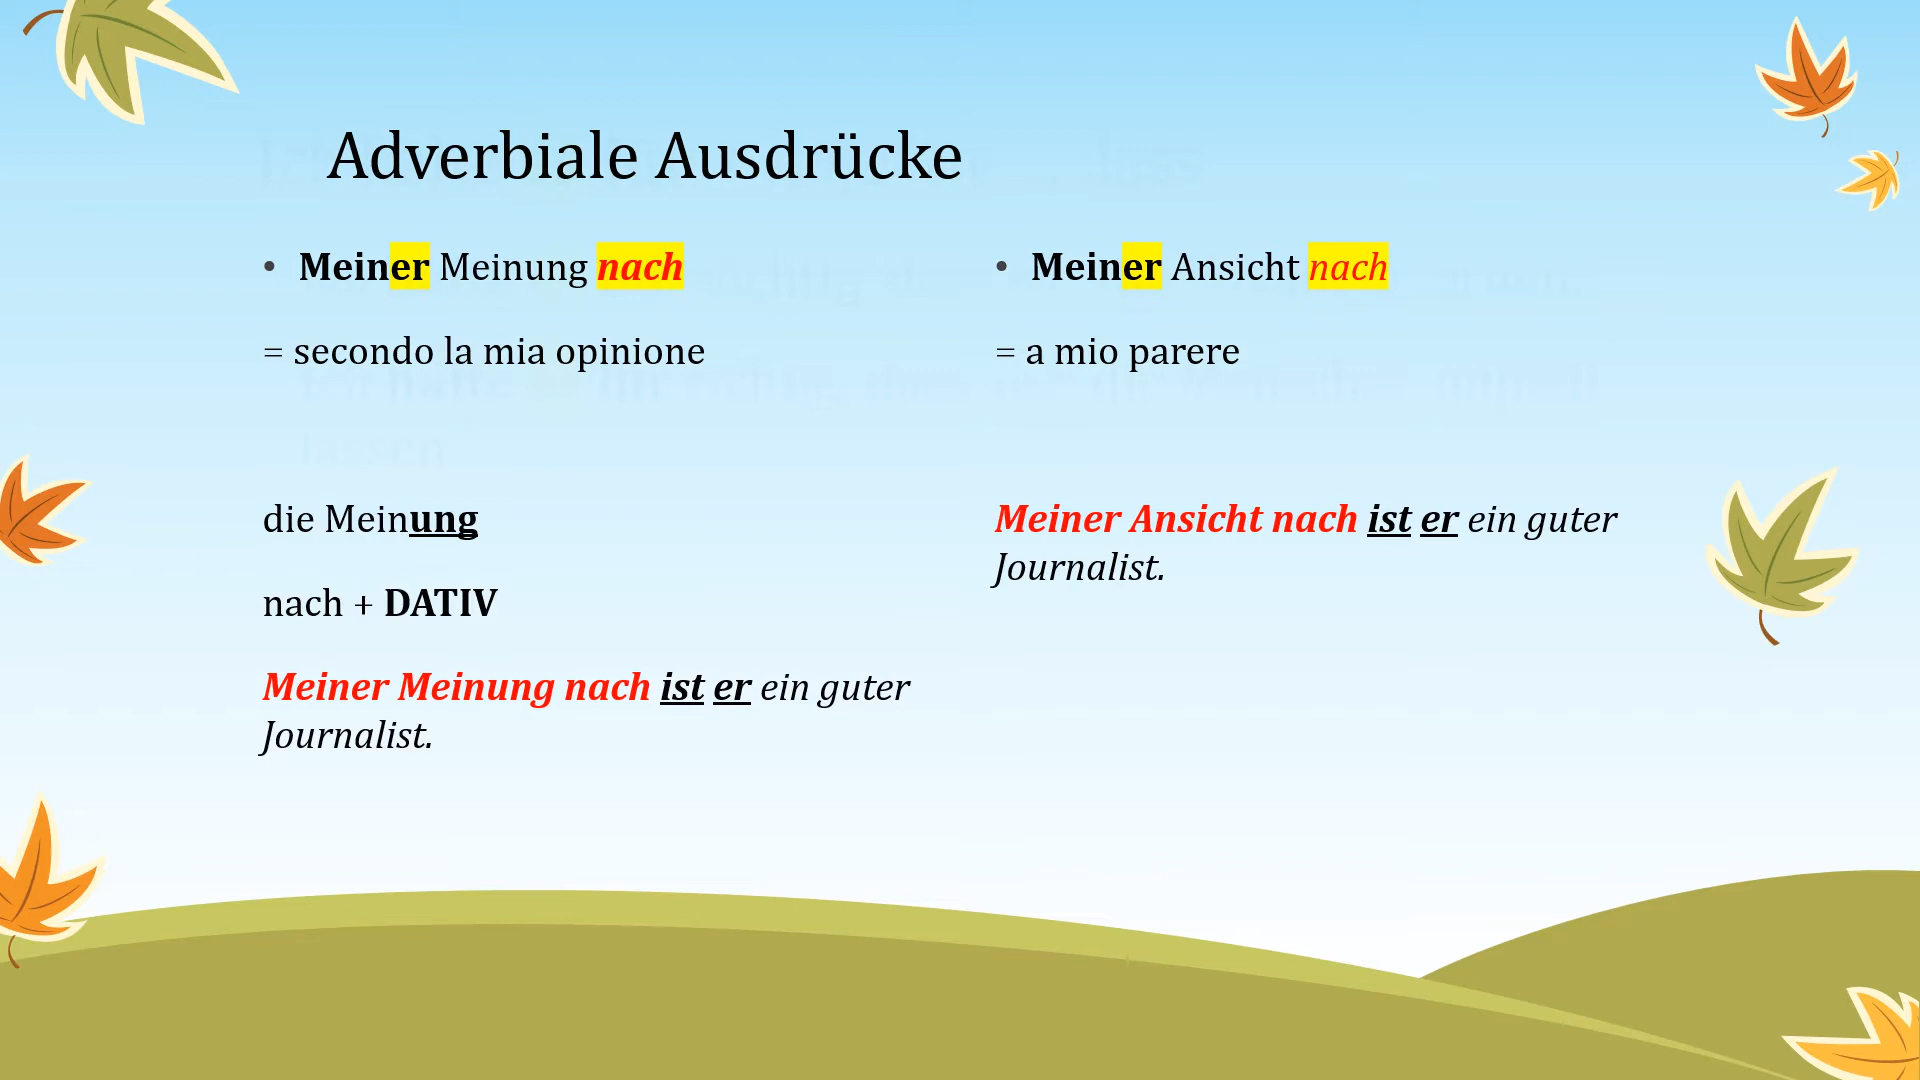 Adverbiale Ausdrücke
• Meiner Meinung nach
= secondo la mia opinione
die Meinung
nach + DATIV
Meiner Meinung nach ist er ein guter
Journalist.
• Meiner Ansicht nach
= a mio parere
Meiner Ansicht nach ist er ein guter
Journalist.